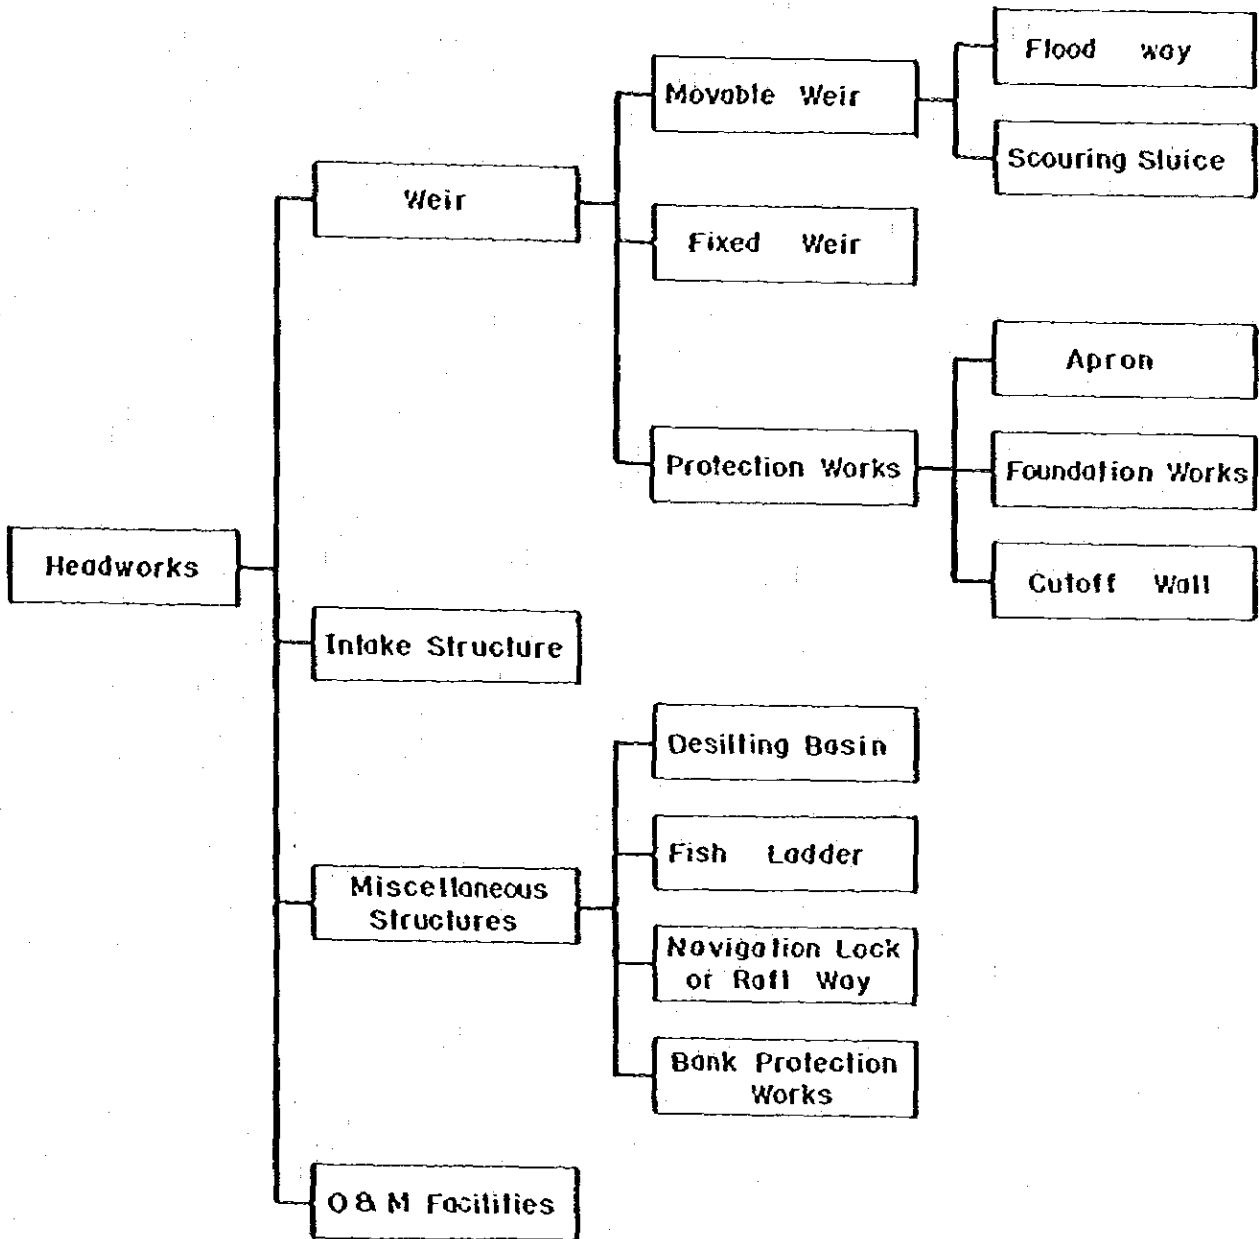 Headworks
Weir
Movable Weir
Flood way
Scouring Sluice
Fixed Weir
Protection Works
Apron
Foundation Works
Cutoff Wall
Intake Structure
Miscellaneous
Structures
Desilting Basin
Fish Ladder
Navigation Lock
or Raft Way
Bank Protection
Works
O & M Facilities